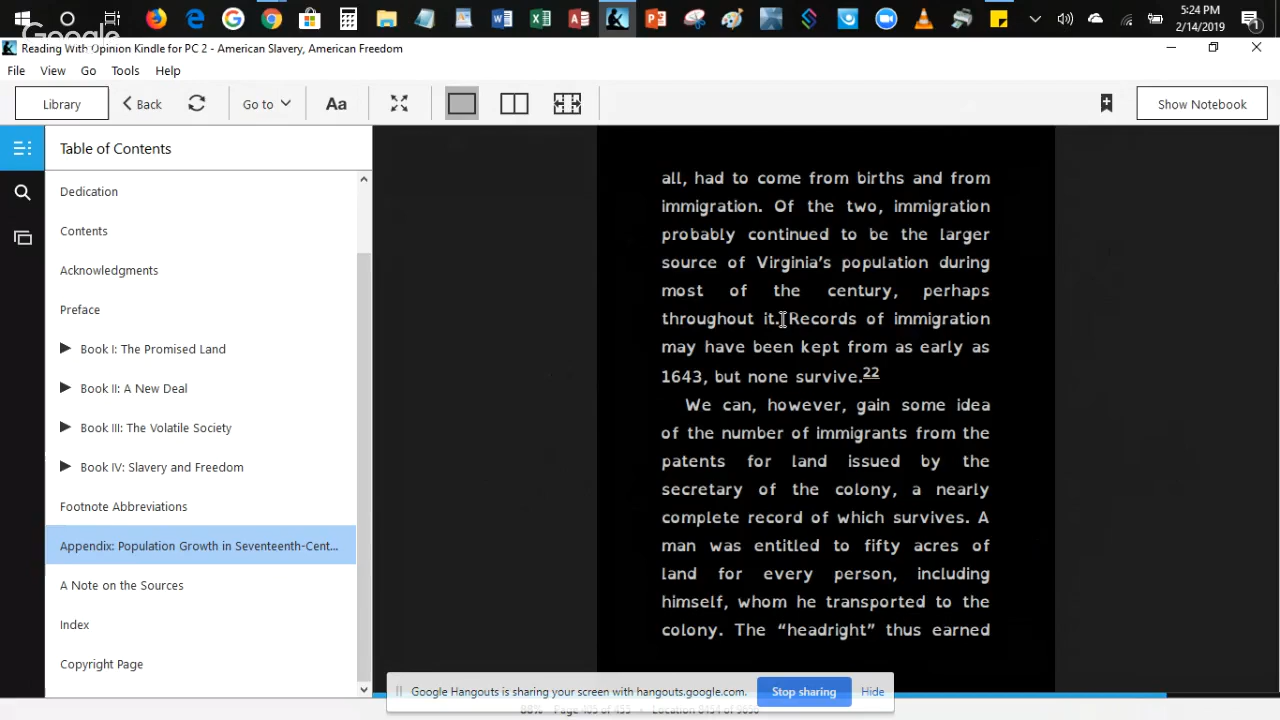 5:24 PM
2/14/2019
1
Google
Reading With Opinion Kindle for PC 2 - American Slavery, American Freedom
File View Go Tools Help
Library Back Go to Aa Show Notebook
Table of Contents
Dedication
Contents
Acknowledgments
Preface
Book I: The Promised Land
Book II: A New Deal
Book III: The Volatile Society
Book IV: Slavery and Freedom
Footnote Abbreviations
Appendix: Population Growth in Seventeenth-Cent...
A Note on the Sources
Index
Copyright Page
all, had to come from births and from
immigration. Of the two, immigration
probably continued to be the larger
source of Virginia's population during
most of the century, perhaps
throughout it. Records of immigration
may have been kept from as early as
1643, but none survive.22
We can, however, gain some idea
of the number of immigrants from the
patents for land issued by the
secretary of the colony, a nearly
complete record of which survives. A
man was entitled to fifty acres of
land for every person, including
himself, whom he transported to the
colony. The “headright” thus earned
Google Hangouts is sharing your screen with hangouts.google.com. Stop sharing Hide